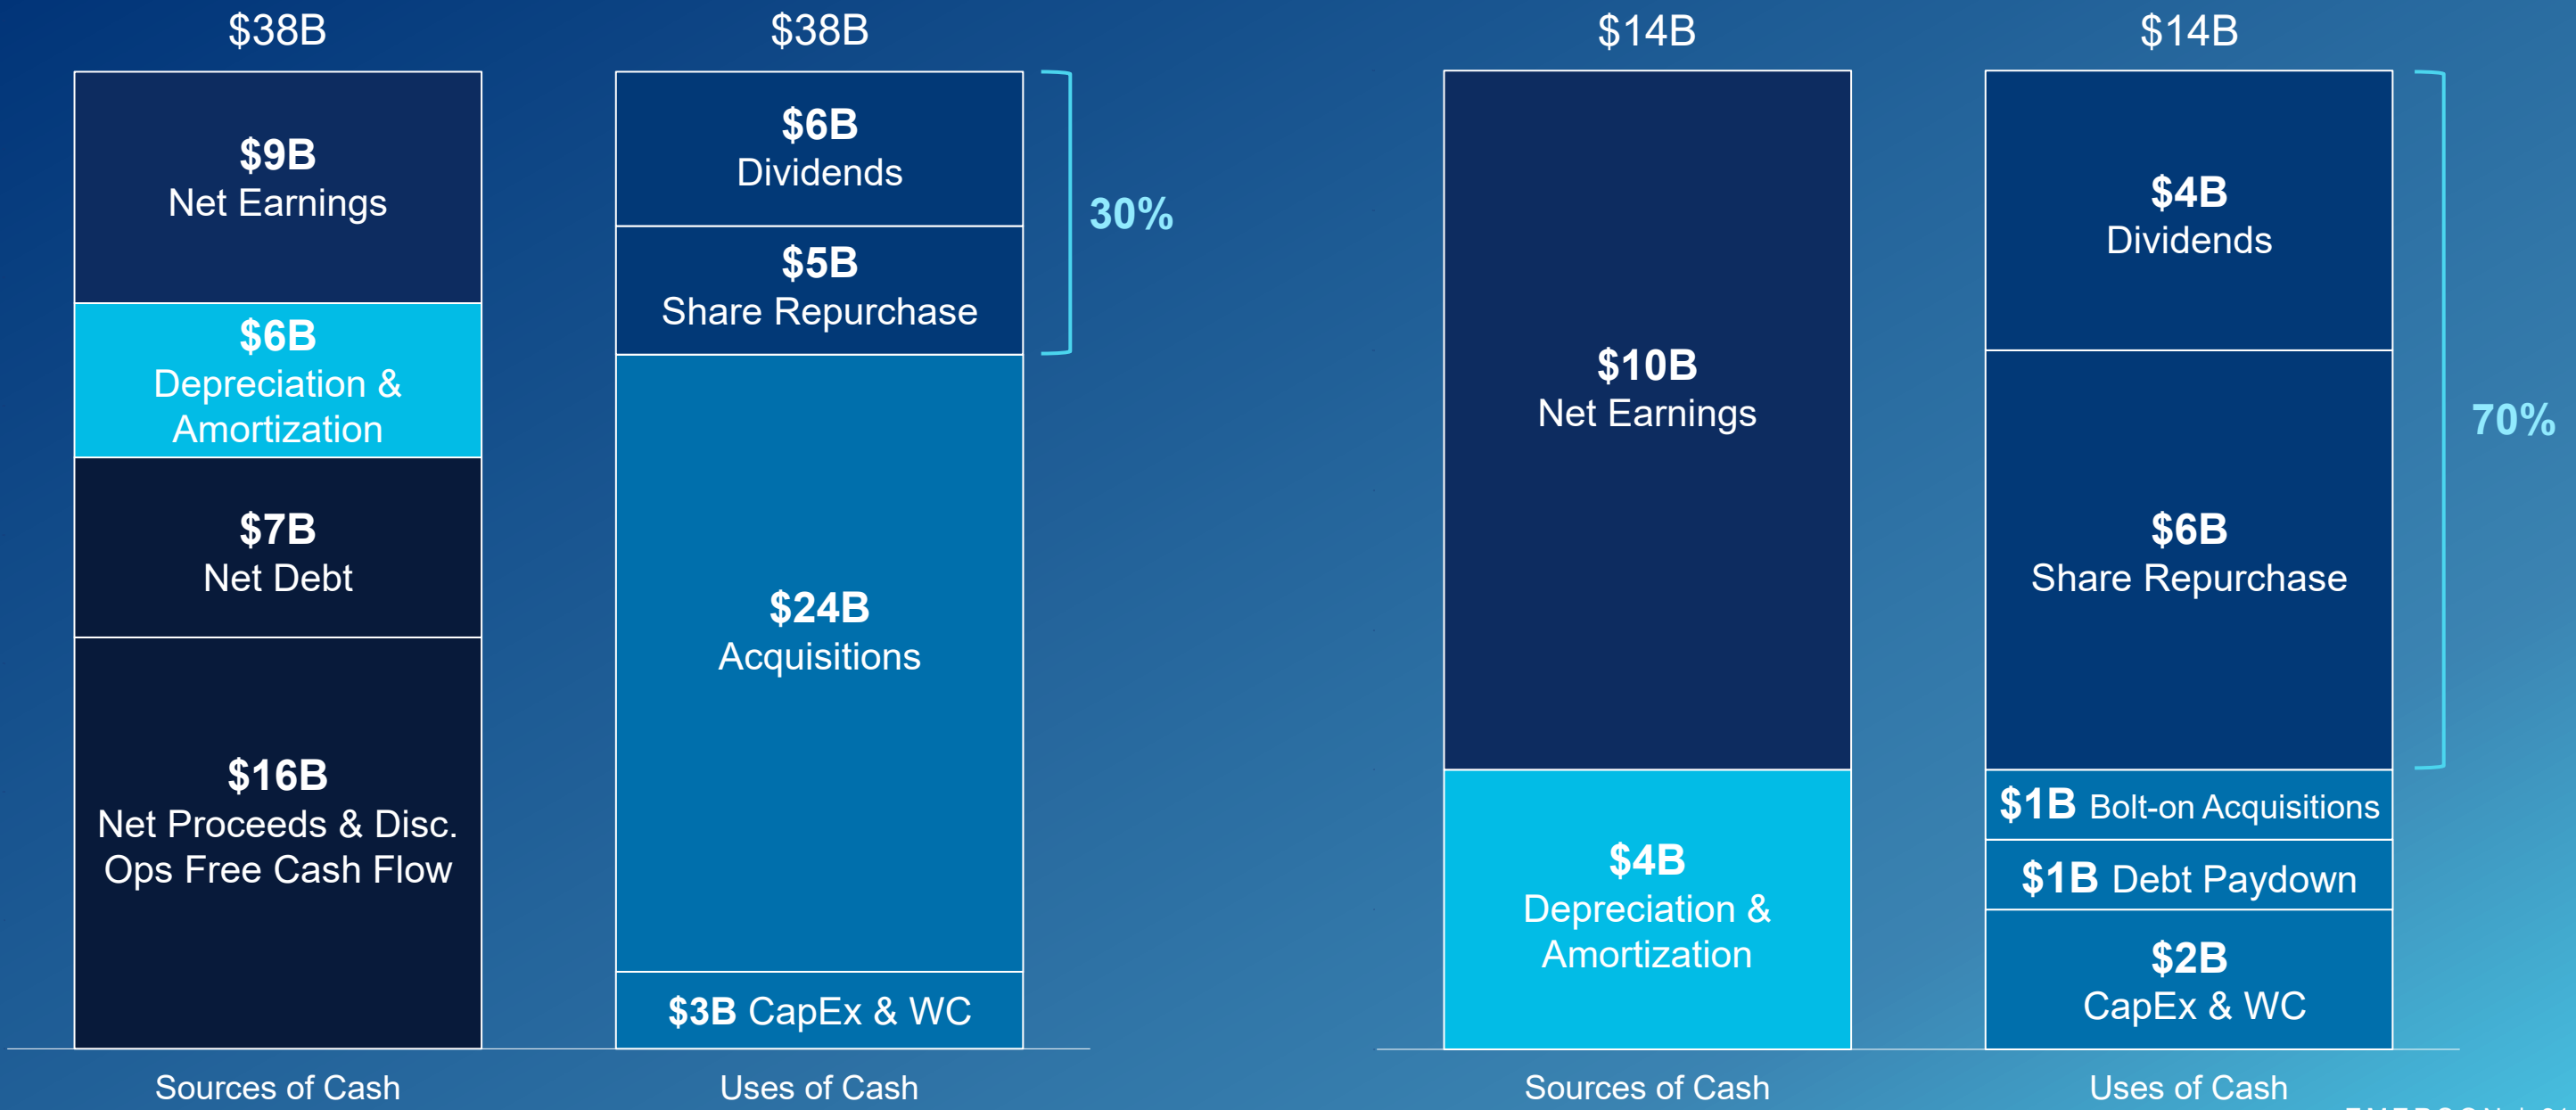 $38B
$9B
Net Earnings
$6B
Depreciation &
Amortization
$7B
Net Debt
$16B
Net Proceeds & Disc.
Ops Free Cash Flow
Sources of Cash
$38B
$6B
Dividends
$5B
Share Repurchase
30%
$24B
Acquisitions
$3B CapEx & WC
Uses of Cash
$14B
$10B
Net Earnings
$4B
Depreciation &
Amortization
Sources of Cash
$14B
$4B
Dividends
$6B
Share Repurchase
70%
$1B Bolt-on Acquisitions
$1B Debt Paydown
$2B
CapEx & WC
Uses of Cash